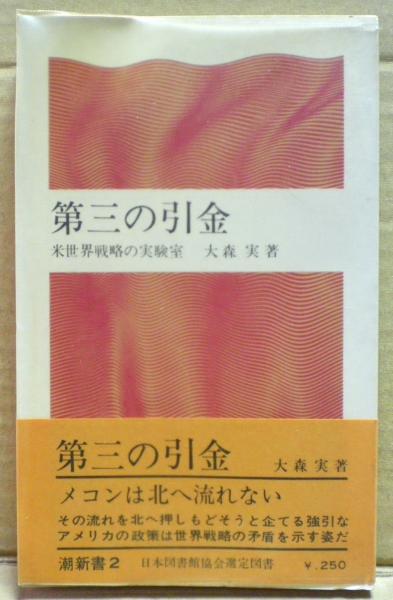 第三の引金
米世界戦略の実験室 大森 実 著
第三の引金 大森 実 著
メコンは北へ流れない
その流れを北へ押しもどそうと企てる強引な
アメリカの政策は世界戦略の矛盾を示す姿だ
潮新書2 日本図書館協会選定図書 ¥.250